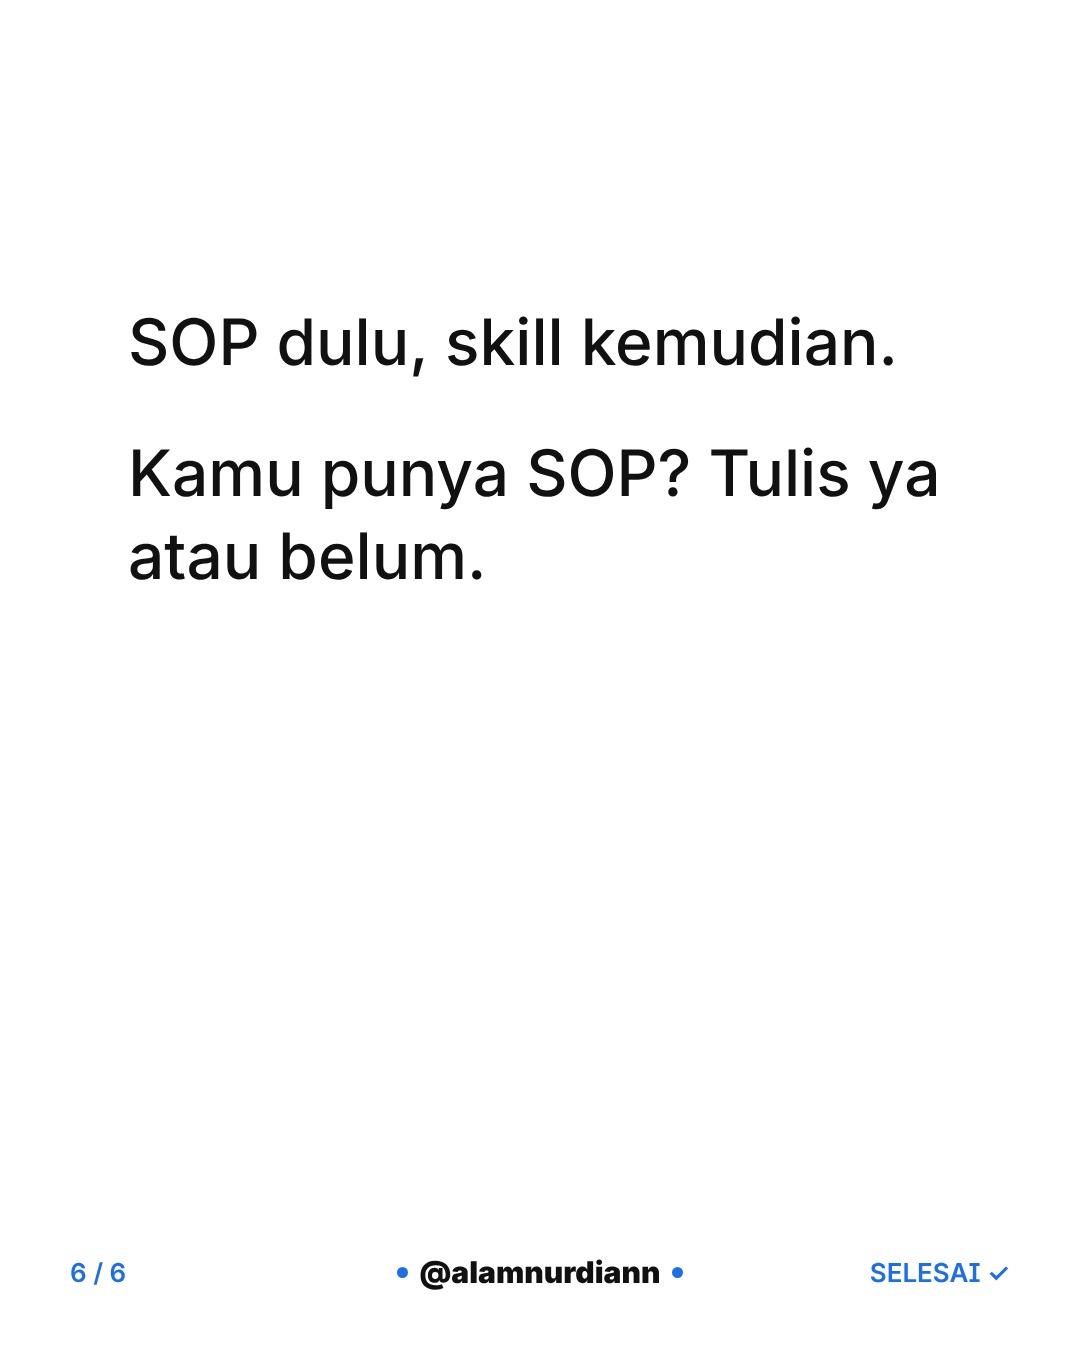 SOP dulu, skill kemudian.
Kamu punya SOP? Tulis ya
atau belum.
6 / 6
• @alamnurdiann •
SELESAI ✓